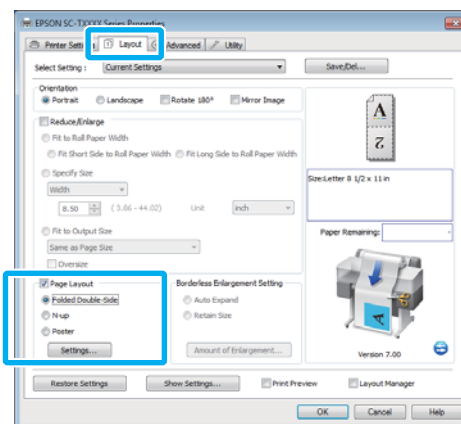 EPSON SC-TXXXX Series Properties
Printer Settings Layout Advanced Utility
Select Setting : Current Settings Save/Del...
Orientation
Portrait Landscape Rotate 180° Mirror Image
Reduce/Enlarge
Fit to Roll Paper Width
Fit Short Side to Roll Paper Width Fit Long Side to Roll Paper Width
Specify Size
Width
8.50 ( 3.06 - 44.02) Unit inch
Fit to Output Size
Same as Page Size
Oversize
A
2
Size:Letter 8 1/2 x 11 in
Paper Remaining:
Page Layout Borderless Enlargement Setting
Folded Double-Side Auto Expand
N-up Retain Size
Poster
Settings... Amount of Enlargement...
A
Version 7.00
Restore Settings Show Settings... Print Preview Layout Manager
OK Cancel Help